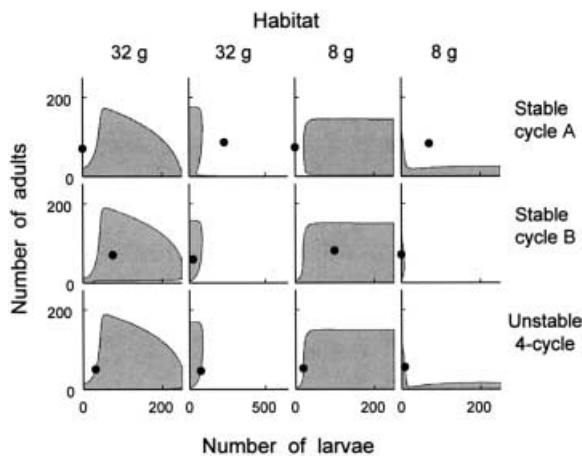 Habitat
32 g 32 g 8 g 8 g
200
0
Stable
cycle A
200
0
Stable
cycle B
200
0
Unstable
4-cycle
0 200 0 500 0 200 0 200
Number of adults
Number of larvae